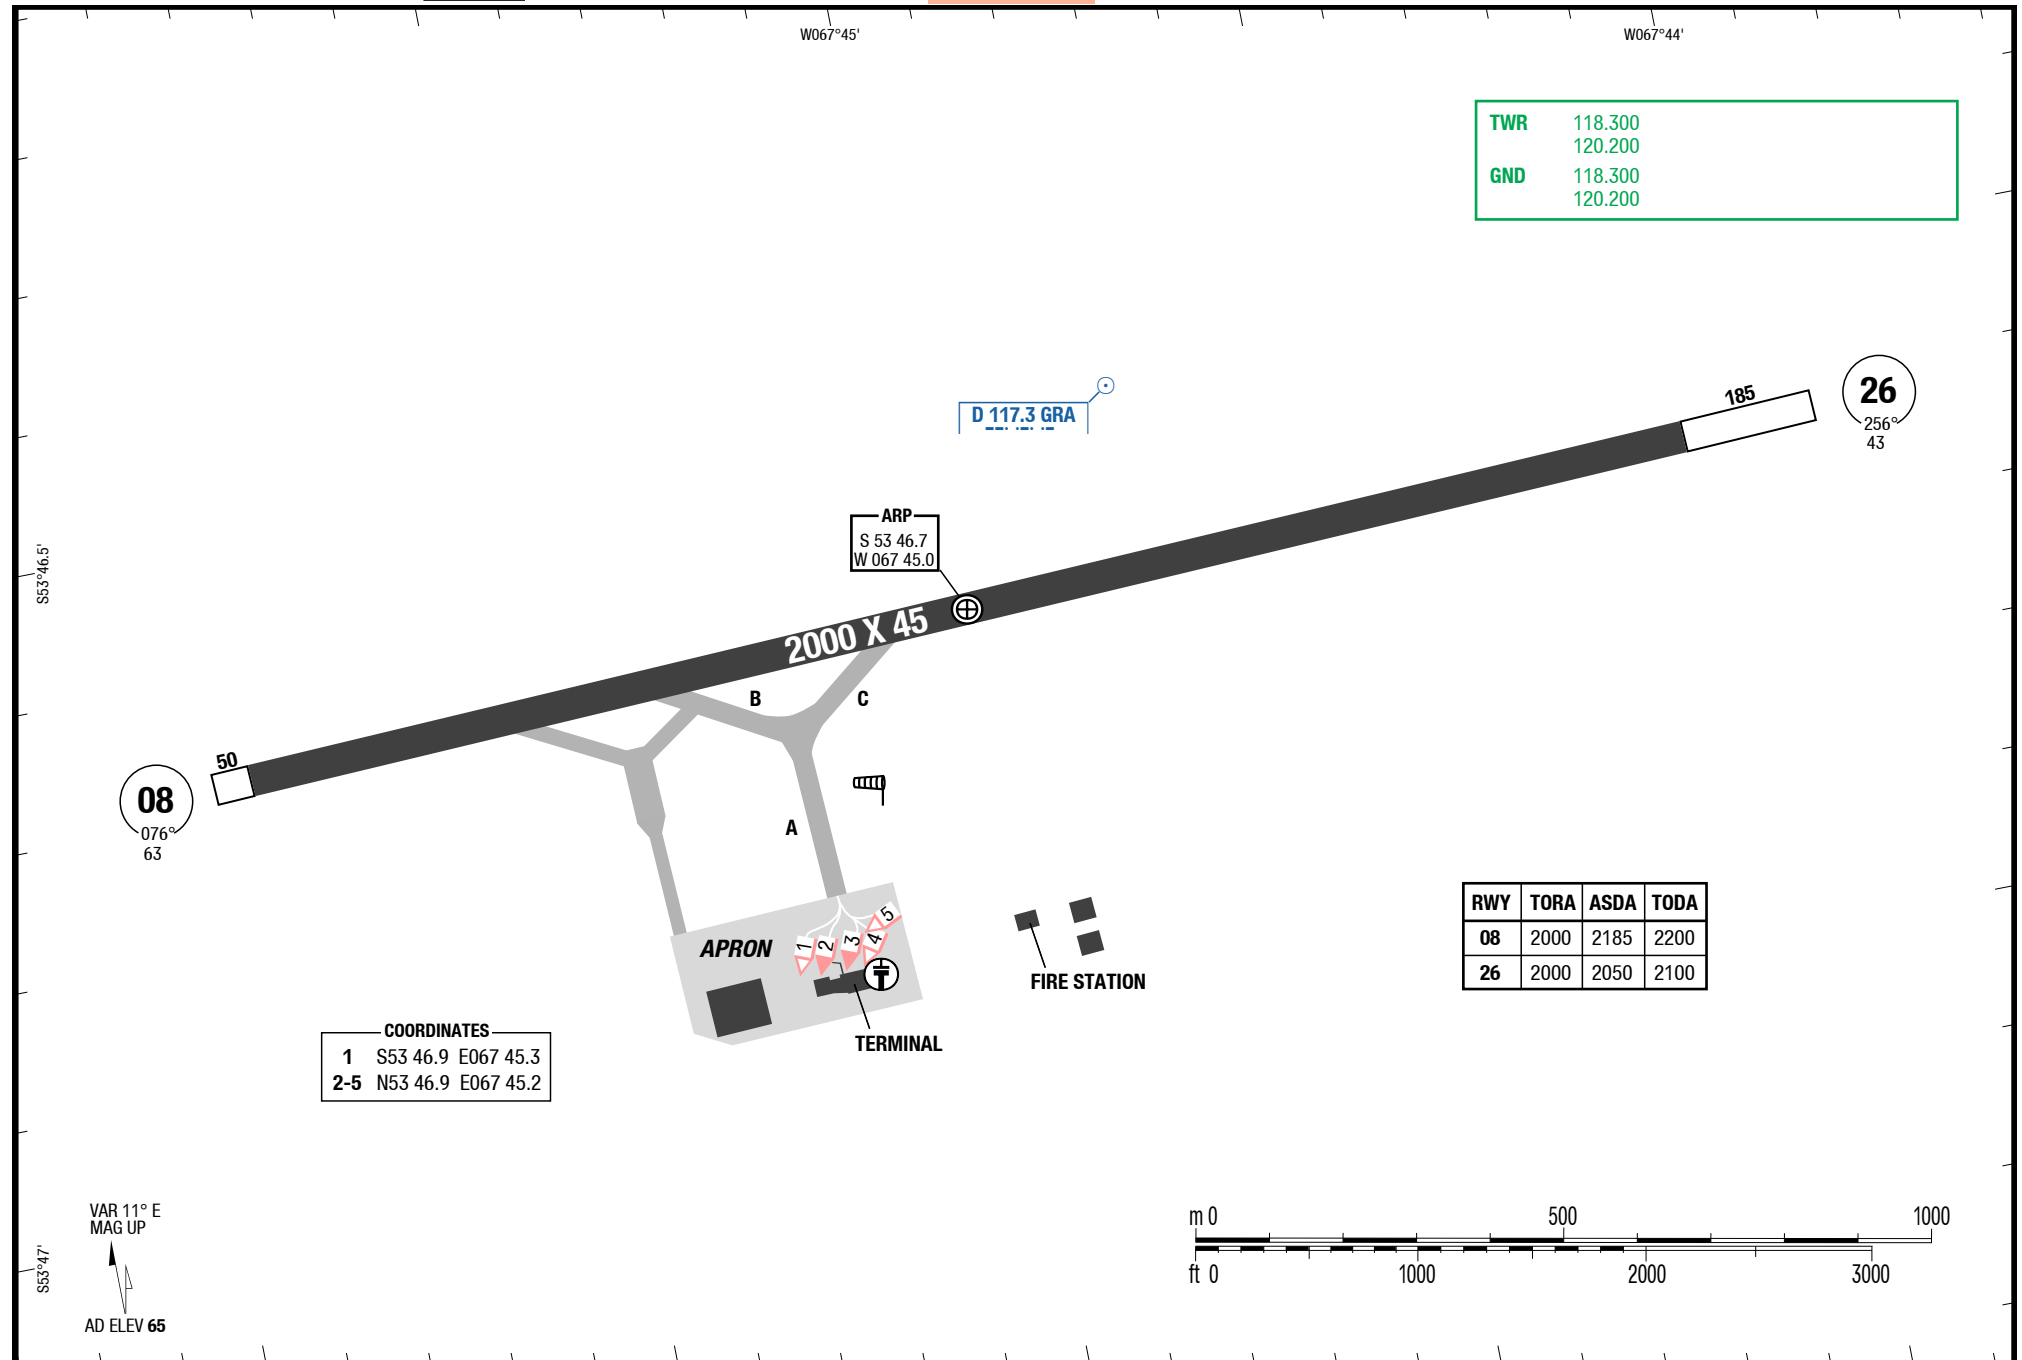 W067°45'
W067°44'
TWR 118.300
120.200
GND 118.300
120.200
185
26
256°
43
D 117.3 GRA
ARP
S 53 46.7
W 067 45.0
S53°46.5'
2000 X 45
B
C
50
08
076°
63
A
RWY TORA ASDA TODA
08 2000 2185 2200
26 2000 2050 2100
1 2 3 4 5
APRON
FIRE STATION
TERMINAL
COORDINATES
1 S53 46.9 E067 45.3
2-5 N53 46.9 E067 45.2
VAR 11° E
MAG UP
S53°47'
AD ELEV 65
m 0 500 1000
ft 0 1000 2000 3000